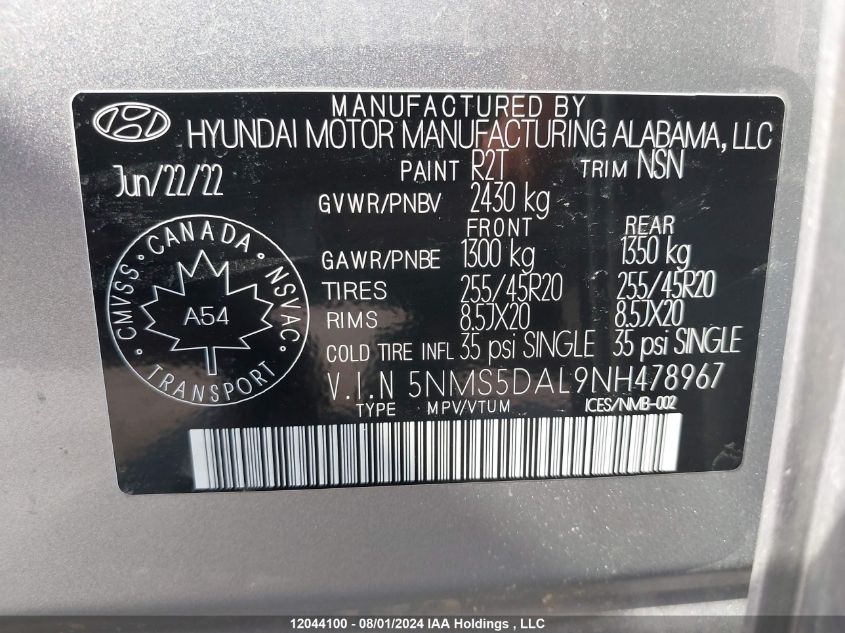 MANUFACTURED BY
HYUNDAI MOTOR MANUFACTURING ALABAMA, LLC
Jun/22/22
PAINT R2T TRIM NSN
GVWR/PNBV 2430 kg
FRONT REAR
GAWR/PNBE 1300 kg 1350 kg
TIRES 255/45R20 255/45R20
RIMS 8.5JX20 8.5JX20
COLD TIRE INFL 35 psi SINGLE 35 psi SINGLE
V.I.N 5NMS5DAL9NH478967
TYPE MPV/VTUM ICES/NMB-002
CMVSS · CANADA · NSVAC
A54
TRANSPORT
12044100 - 08/01/2024 IAA Holdings , LLC